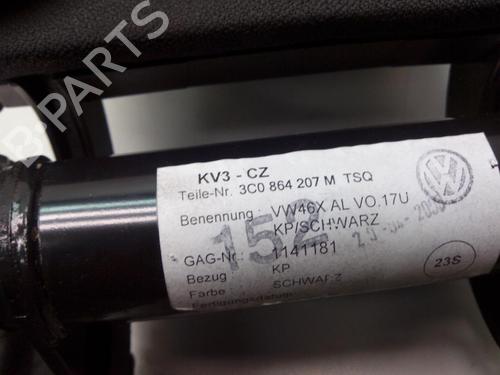 B-PARTS
KV3 - CZ
Teile-Nr. 3C0 864 207 M TSQ
Benennung : VW46X AL VO,17U
KP/SCHWARZ
152
GAG-Nr. : 1141181
Bezug : KP
Farbe : SCHWARZ
Fertigungsdatum
23S